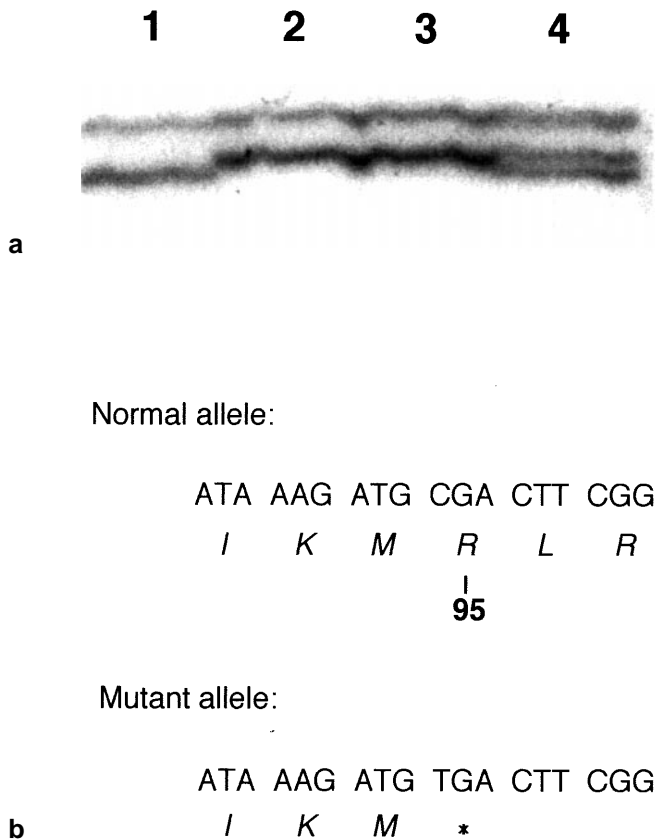 1 2 3 4
a
Normal allele:
ATA AAG ATG CGA CTT CGG
I K M R L R
95
Mutant allele:
ATA AAG ATG TGA CTT CGG
I K M *
b